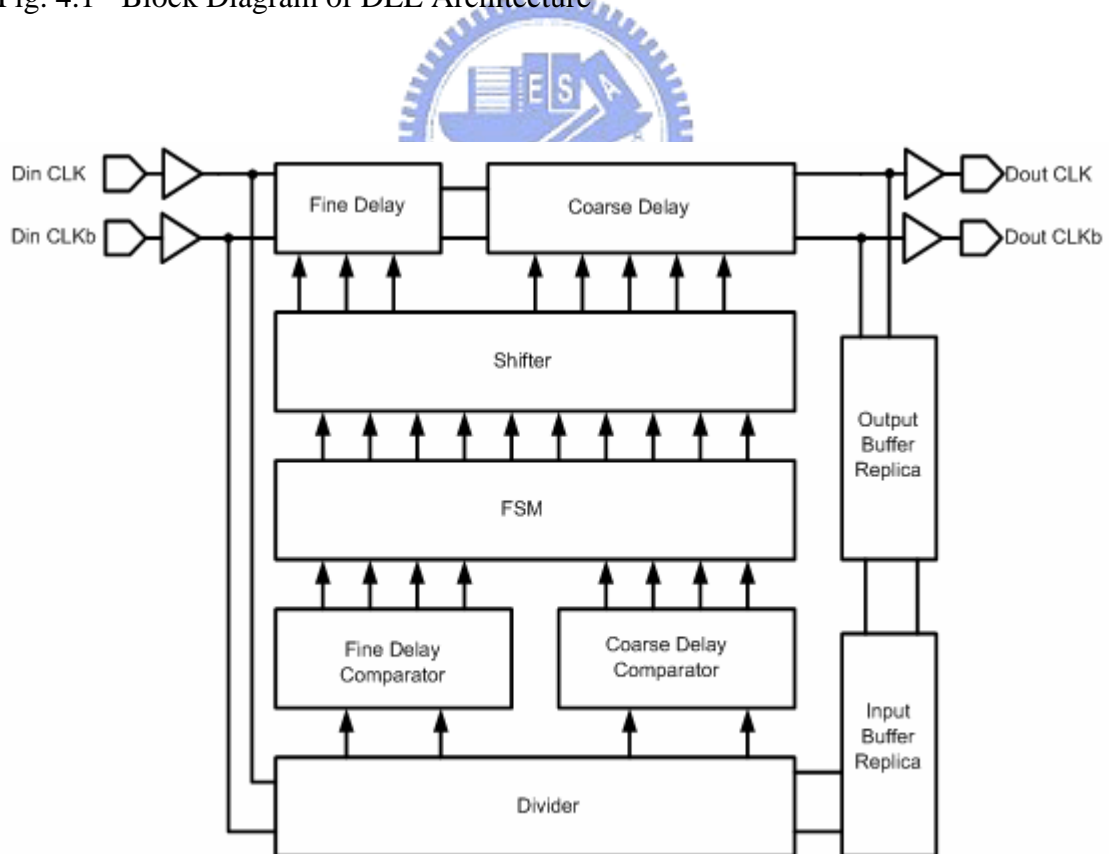 Fig. 4.1 Block Diagram of DLL Architecture
E S A
Din CLK
Fine Delay
Coarse Delay
Dout CLK
Din CLKb
Dout CLKb
Shifter
Output
Buffer
Replica
FSM
Fine Delay
Comparator
Coarse Delay
Comparator
Input
Buffer
Replica
Divider